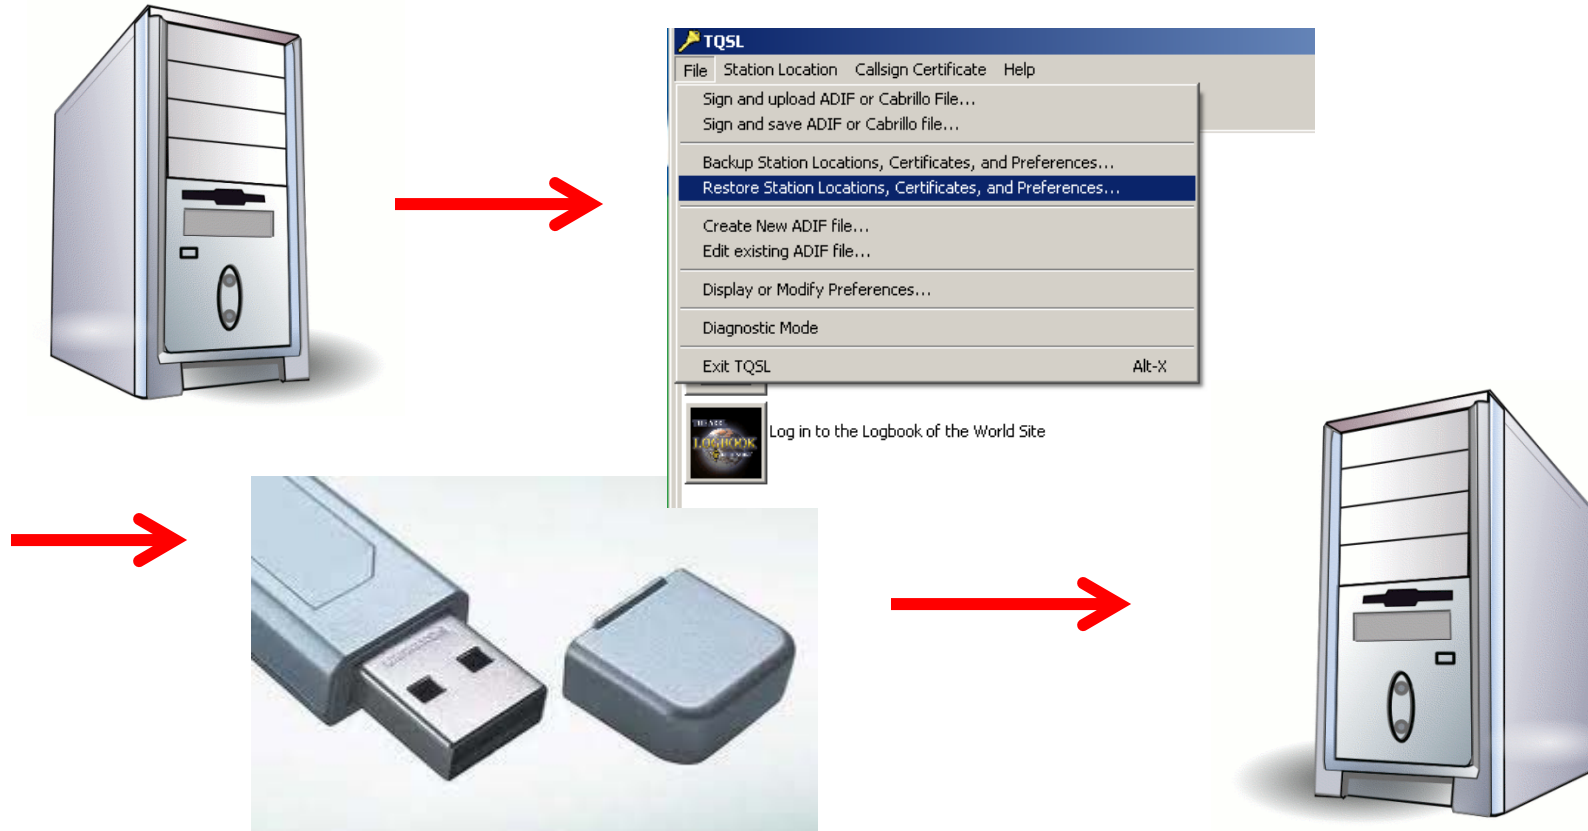 TQSL
File Station Location Callsign Certificate Help
Sign and upload ADIF or Cabrillo File...
Sign and save ADIF or Cabrillo file...
Backup Station Locations, Certificates, and Preferences...
Restore Station Locations, Certificates, and Preferences...
Create New ADIF file...
Edit existing ADIF file...
Display or Modify Preferences...
Diagnostic Mode
Exit TQSL Alt-X
LOGBOOK
Log in to the Logbook of the World Site